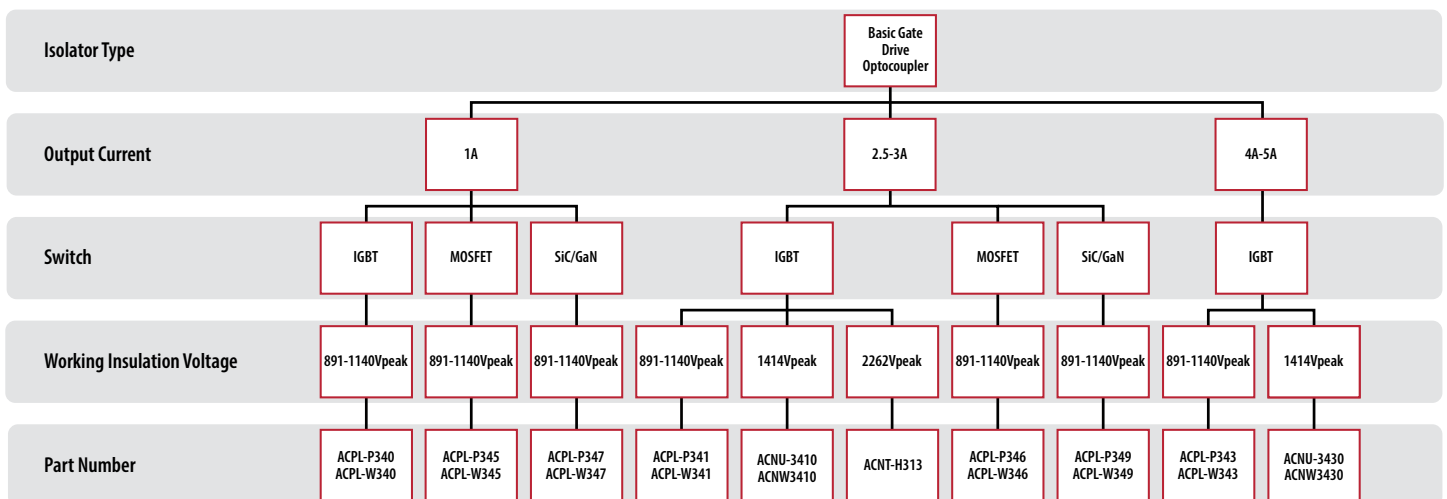 Isolator Type
Basic Gate
Drive
Optocoupler
Output Current
1A
2.5-3A
4A-5A
Switch
IGBT
MOSFET
SiC/GaN
IGBT
MOSFET
SiC/GaN
IGBT
Working Insulation Voltage
891-1140Vpeak
891-1140Vpeak
891-1140Vpeak
891-1140Vpeak
1414Vpeak
2262Vpeak
891-1140Vpeak
891-1140Vpeak
891-1140Vpeak
1414Vpeak
Part Number
ACPL-P340
ACPL-W340
ACPL-P345
ACPL-W345
ACPL-P347
ACPL-W347
ACPL-P341
ACPL-W341
ACNU-3410
ACNW3410
ACNT-H313
ACPL-P346
ACPL-W346
ACPL-P349
ACPL-W349
ACPL-P343
ACPL-W343
ACNU-3430
ACNW3430